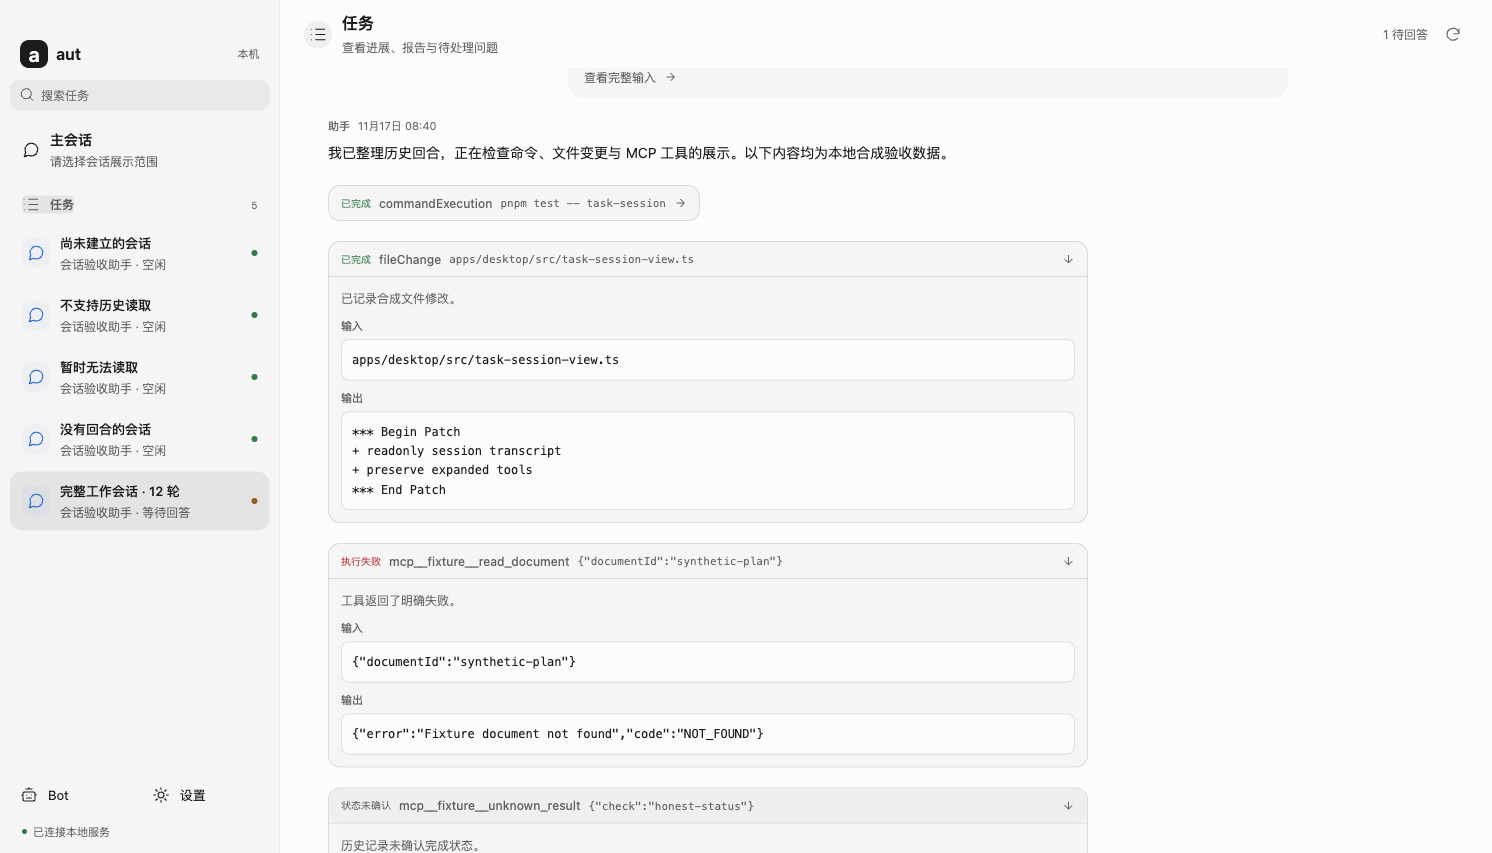 a aut
本机
搜索任务
主会话
请选择会话展示范围
任务 5
尚未建立的会话
会话验收助手 · 空闲
不支持历史读取
会话验收助手 · 空闲
暂时无法读取
会话验收助手 · 空闲
没有回合的会话
会话验收助手 · 空闲
完整工作会话 · 12 轮
会话验收助手 · 等待回答
Bot
设置
已连接本地服务
任务
查看进展、报告与待处理问题
1 待回答
查看完整输入 →
助手 11月17日 08:40
我已整理历史回合，正在检查命令、文件变更与 MCP 工具的展示。以下内容均为本地合成验收数据。
已完成 commandExecution pnpm test -- task-session →
已完成 fileChange apps/desktop/src/task-session-view.ts ↓
已记录合成文件修改。
输入
apps/desktop/src/task-session-view.ts
输出
*** Begin Patch
+ readonly session transcript
+ preserve expanded tools
*** End Patch
执行失败 mcp__fixture__read_document {"documentId":"synthetic-plan"} ↓
工具返回了明确失败。
输入
{"documentId":"synthetic-plan"}
输出
{"error":"Fixture document not found","code":"NOT_FOUND"}
状态未确认 mcp__fixture__unknown_result {"check":"honest-status"} ↓
历史记录未确认完成状态。